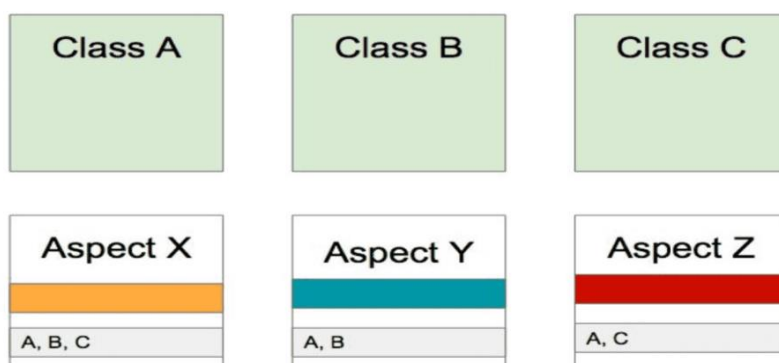 Class A
Class B
Class C
Aspect X
Aspect Y
Aspect Z
A, B, C
A, B
A, C